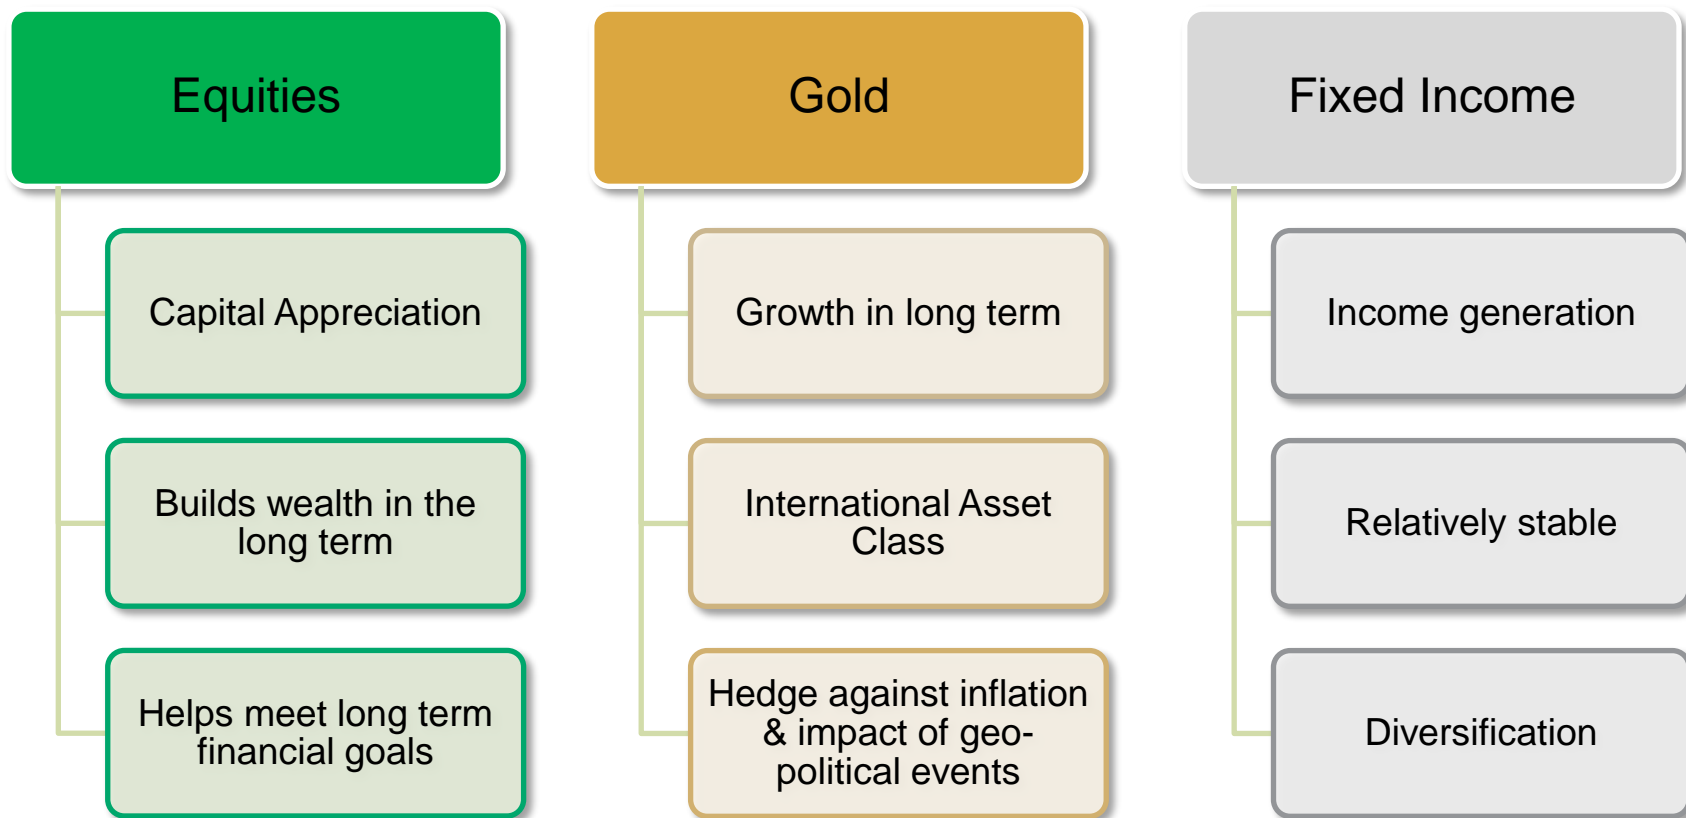 Equities
Capital Appreciation
Builds wealth in the
long term
Helps meet long term
financial goals
Gold
Growth in long term
International Asset
Class
Hedge against inflation
& impact of geo-
political events
Fixed Income
Income generation
Relatively stable
Diversification